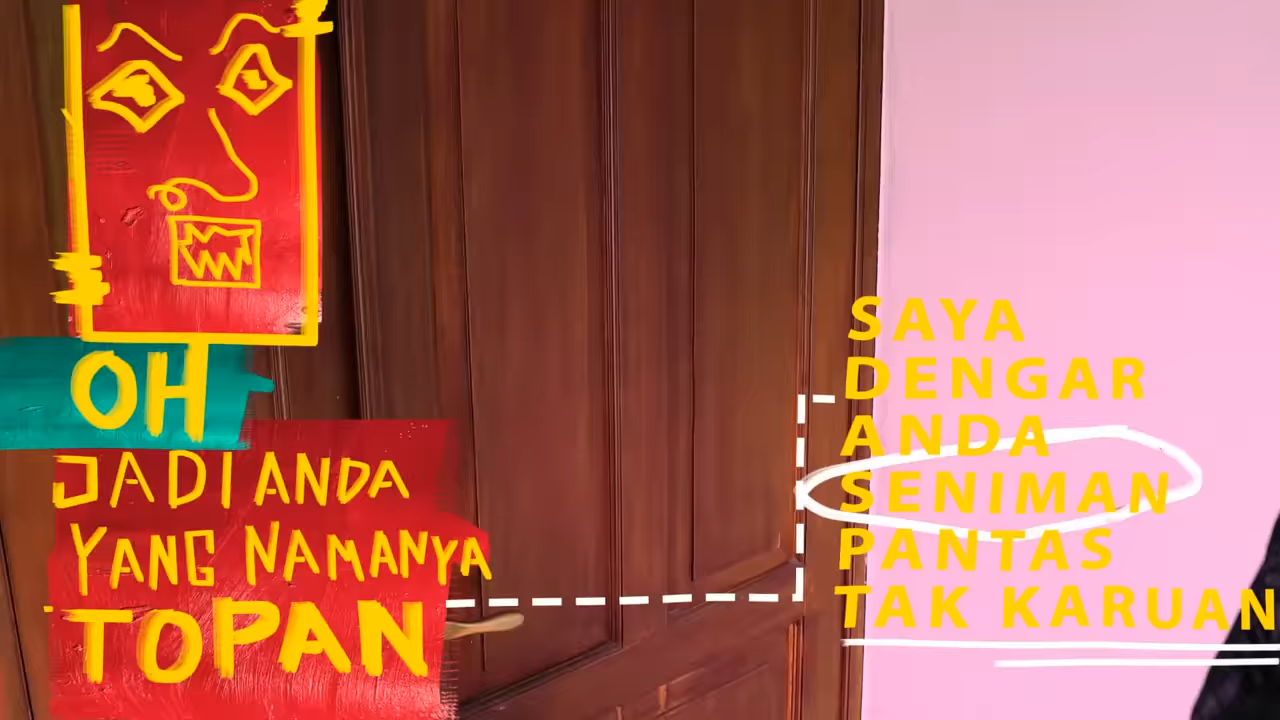 OH
JADI ANDA
YANG NAMANYA
TOPAN
SAYA
DENGAR
ANDA
SENIMAN
PANTAS
TAK KARUAN